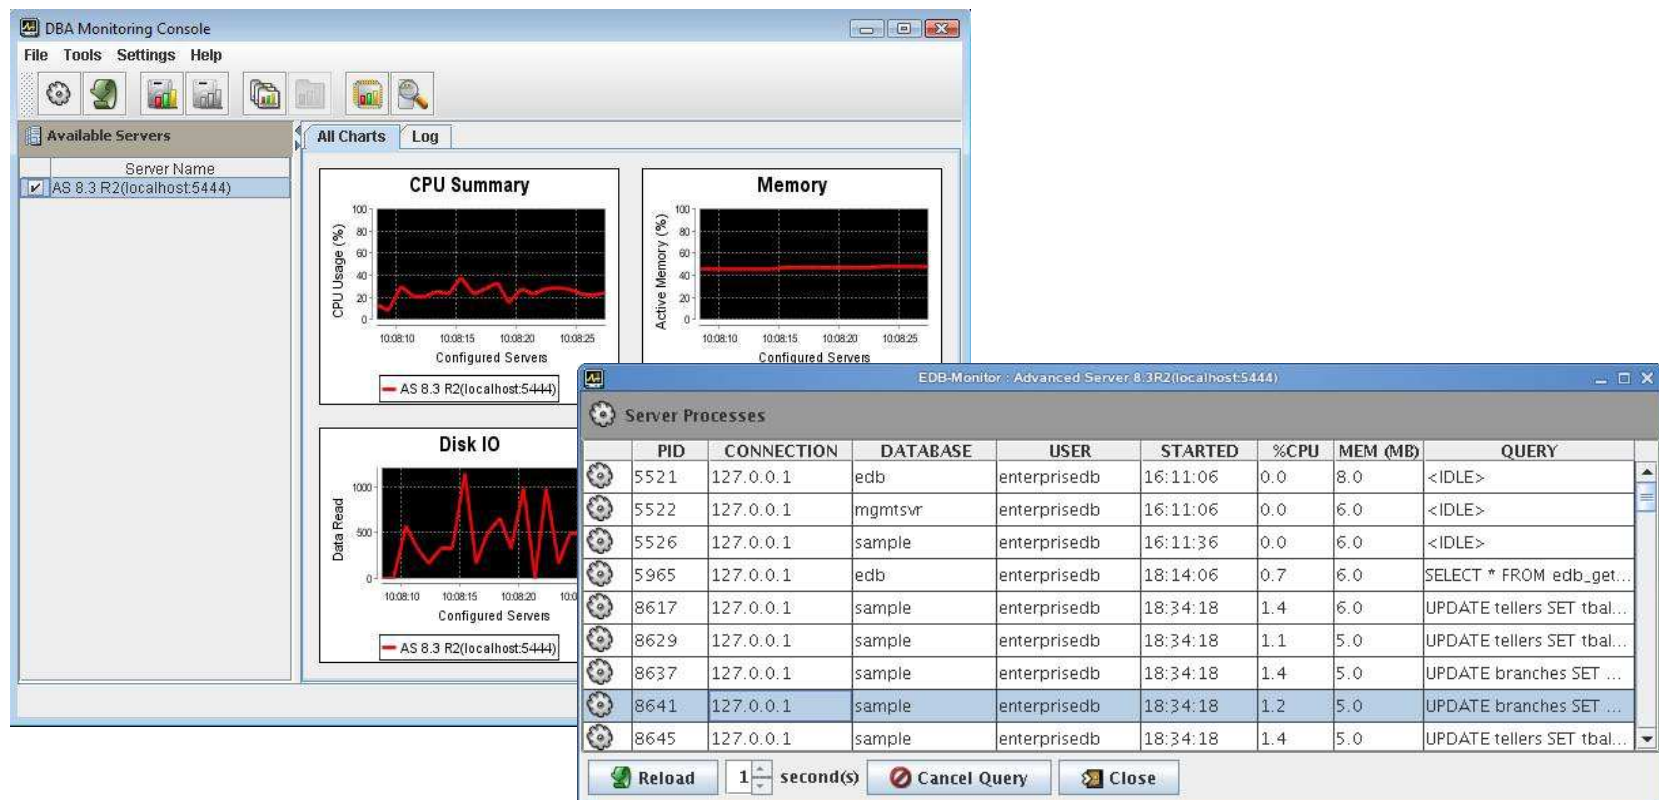 DBA Monitoring Console
File Tools Settings Help
Available Servers
Server Name
AS 8.3 R2(localhost:5444)
All Charts Log
CPU Summary
CPU Usage (%)
100
80
60
40
20
0
10:08:10 10:08:15 10:08:20 10:08:25
Configured Servers
AS 8.3 R2(localhost:5444)
Memory
Active Memory (%)
100
80
60
40
20
0
10:08:10 10:08:15 10:08:20 10:08:25
Configured Servers
Disk IO
Data Read
1000
500
0
10:08:10 10:08:15 10:08:20 10:0
Configured Servers
AS 8.3 R2(localhost:5444)
EDB-Monitor : Advanced Server 8.3R2(localhost:5444)
Server Processes
PID CONNECTION DATABASE USER STARTED %CPU MEM (MB) QUERY
5521 127.0.0.1 edb enterprisedb 16:11:06 0.0 8.0 <IDLE>
5522 127.0.0.1 mgmtsvr enterprisedb 16:11:06 0.0 6.0 <IDLE>
5526 127.0.0.1 sample enterprisedb 16:11:36 0.0 6.0 <IDLE>
5965 127.0.0.1 edb enterprisedb 18:14:06 0.7 6.0 SELECT * FROM edb_get...
8617 127.0.0.1 sample enterprisedb 18:34:18 1.4 6.0 UPDATE tellers SET tbal...
8629 127.0.0.1 sample enterprisedb 18:34:18 1.1 5.0 UPDATE tellers SET tbal...
8637 127.0.0.1 sample enterprisedb 18:34:18 1.4 5.0 UPDATE branches SET ...
8641 127.0.0.1 sample enterprisedb 18:34:18 1.2 5.0 UPDATE branches SET ...
8645 127.0.0.1 sample enterprisedb 18:34:18 1.4 5.0 UPDATE tellers SET tbal...
Reload 1 second(s) Cancel Query Close